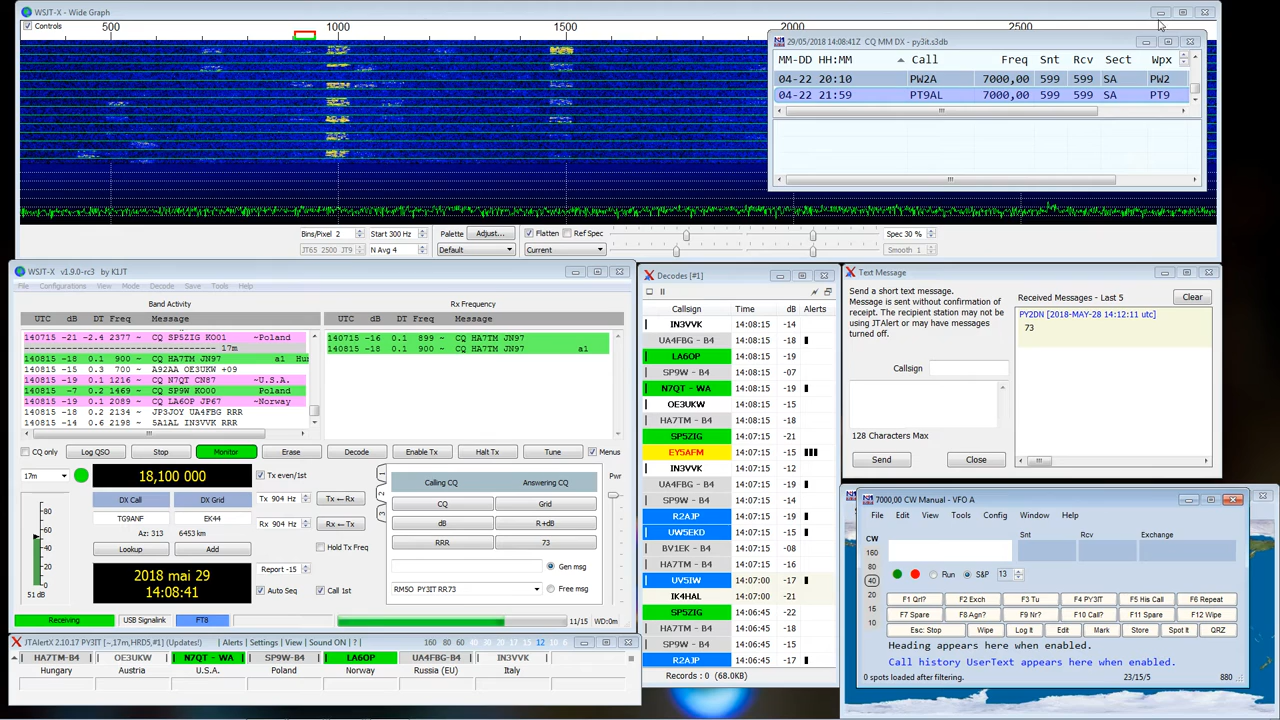 WSJT-X - Wide Graph
Controls
500 1000 1500 2000 2500
Bins/Pixel 2 Start 300 Hz Palette Adjust... Flatten Ref Spec Spec 30 %
JT65 2500 JT9 N Avg 4 Default Current Smooth 1
29/05/2018 14:08:41Z CQ MM DX - py3it.s3db
MM-DD HH:MM Call Freq Snt Rcv Sect Wpx
04-22 20:10 PW2A 7000,00 599 599 SA PW2
04-22 21:59 PT9AL 7000,00 599 599 SA PT9
WSJT-X v1.9.0-rc3 by K1JT
File Configurations View Mode Decode Save Tools Help
Band Activity
UTC dB DT Freq Message
140715 -21 -2.4 2377 ~ CQ SP5ZIG KO01 ~Poland
17m
140815 -18 0.1 900 ~ CQ HA7TM JN97 a1 Hun
140815 -15 0.3 700 ~ A92AA OE3UKW +09
140815 -19 0.1 1216 ~ CQ N7QT CN87 ~U.S.A.
140815 -7 0.2 1469 ~ CQ SP9W KO00 Poland
140815 -19 0.1 2089 ~ CQ LA6OP JP67 ~Norway
140815 -18 0.2 2134 ~ JP3JOY UA4FBG RRR
140815 -14 0.6 2198 ~ SA1AL IN3VVK RRR
Rx Frequency
UTC dB DT Freq Message
140715 -16 0.1 899 ~ CQ HA7TM JN97
140815 -18 0.1 900 ~ CQ HA7TM JN97 a1
CQ only Log QSO Stop Monitor Erase Decode Enable Tx Halt Tx Tune Menus
17m 18,100 000 Tx even/1st Pwr
DX Call DX Grid Tx 904 Hz Tx ← Rx
TG9ANF EK44 Rx 904 Hz Rx ← Tx
Az: 313 6453 km Hold Tx Freq
Lookup Add Report -15
2018 mai 29
14:08:41
Auto Seq Call 1st
-80
-60
-40
-20
-0
51 dB
1
2
3
Calling CQ Answering CQ
CQ Grid
dB R+dB
RRR 73
Gen msg
RM5O PY3IT RR73 Free msg
Receiving USB Signalink FT8 11/15 WD:0m
JTAlertX 2.10.17 PY3IT [~,17m,HRD5,#1] (Updates!) | Alerts | Settings | View | Sound ON | ? | 160 80 60 40 30 20 17 15 12 10 6
HA7TM-B4 OE3UKW N7QT - WA SP9W-B4 LA6OP UA4FBG-B4 IN3VVK
Hungary Austria U.S.A. Poland Norway Russia (EU) Italy
Decodes [#1]
Callsign Time dB Alerts
IN3VVK 14:08:15 -14
UA4FBG - B4 14:08:15 -18
LA6OP 14:08:15 -19
SP9W - B4 14:08:15 -07
N7QT - WA 14:08:15 -19
OE3UKW 14:08:15 -15
HA7TM - B4 14:08:15 -18
SP5ZIG 14:07:15 -21
EY5AFM 14:07:15 -15
IN3VVK 14:07:15 -12
UA4FBG - B4 14:07:15 -19
SP9W - B4 14:07:15 -14
R2AJP 14:07:15 -19
UW5EKD 14:07:15 -19
BV1EK - B4 14:07:15 -08
HA7TM - B4 14:07:15 -16
UV5IW 14:07:00 -17
IK4HAL 14:07:00 -21
SP5ZIG 14:06:45 -22
HA7TM - B4 14:06:45 -18
SP9W - B4 14:06:45 -14
R2AJP 14:06:45 -17
Records : 0 (68.0KB)
Text Message
Send a short text message.
Message is sent without confirmation of
receipt. The recipient station may not be
using JTAlert or may have messages
turned off.
Callsign
128 Characters Max
Send Close
Received Messages - Last 5 Clear
PY2DN [2018-MAY-28 14:12:11 utc]
73
7000,00 CW Manual - VFO A
File Edit View Tools Config Window Help
CW Snt Rcv Exchange
160
80
40
20
15
10
Run S&P 13
F1 Qrl? F2 Exch F3 Tu F4 PY3IT F5 His Call F6 Repeat
F7 Spare F8 Agn? F9 Nr? F10 Call? F11 Spare F12 Wipe
Esc: Stop Wipe Log It Edit Mark Store Spot It QRZ
Heading appears here when enabled.
Call history UserText appears here when enabled.
0 spots loaded after filtering. 23/15/5 880